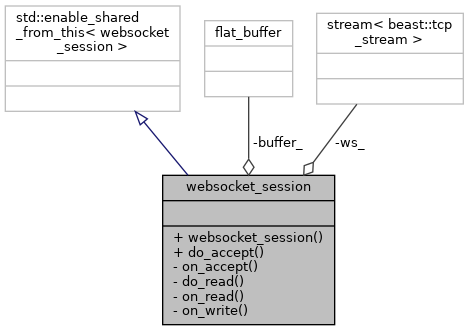 std::enable_shared
_from_this< websocket
_session >
flat_buffer
stream< beast::tcp
_stream >
-buffer_
-ws_
websocket_session
+ websocket_session()
+ do_accept()
- on_accept()
- do_read()
- on_read()
- on_write()